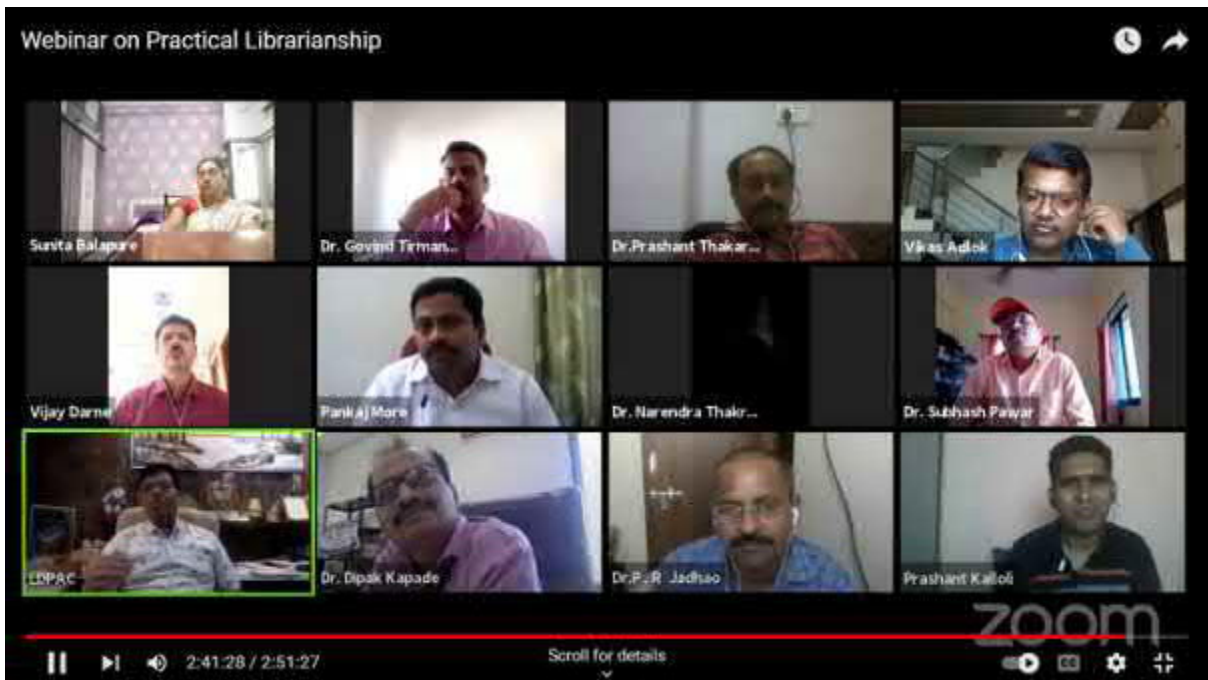 Webinar on Practical Librarianship
Sunita Balapure
Dr. Govind Tirman...
Dr.Prashant Thakar...
Vikas Adlok
Vijay Darne
Pankaj More
Dr. Narendra Thakr...
Dr. Subhash Pawar
LDPAC
Dr. Dipak Kapade
Dr.P. R Jadhao
Prashant Kalloli
zoom
2:41:28 / 2:51:27
Scroll for details
CC